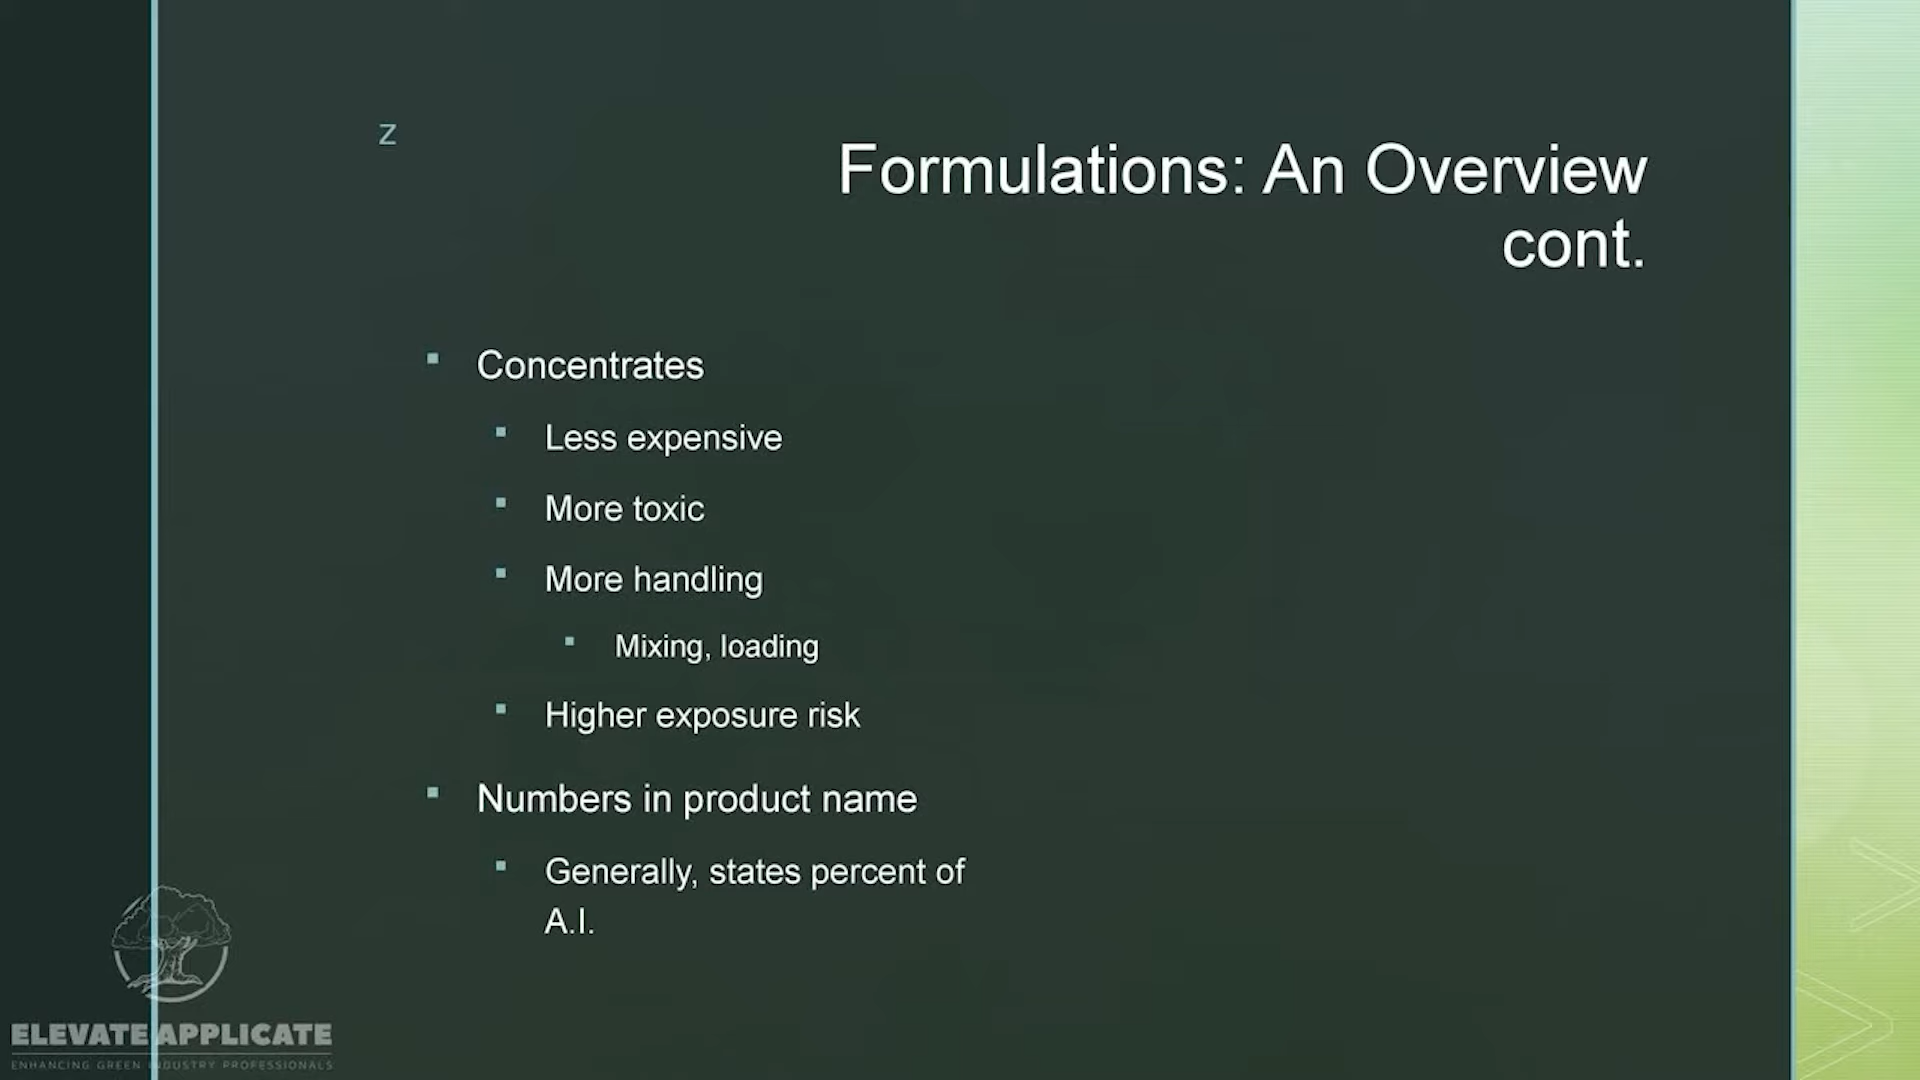 z
Formulations: An Overview
cont.
Concentrates
Less expensive
More toxic
More handling
Mixing, loading
Higher exposure risk
Numbers in product name
Generally, states percent of
A.I.
ELEVATE APPLICATE
ENHANCING GREEN INDUSTRY PROFESSIONALS